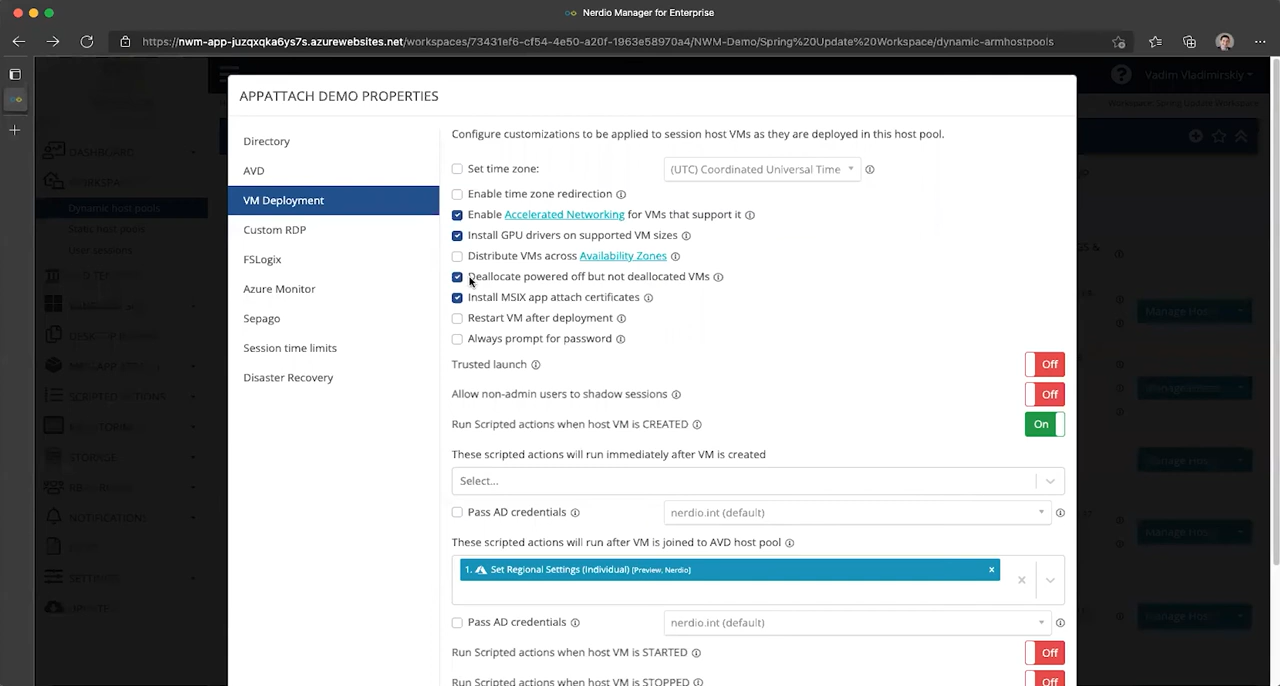 Nerdio Manager for Enterprise
https://nwm-app-juzqxqka6ys7s.azurewebsites.net/workspaces/73431ef6-cf54-4e50-a20f-1963e58970a4/NWM-Demo/Spring%20Update%20Workspace/dynamic-armhostpools
Vadim Vladimirskiy
APPATTACH DEMO PROPERTIES
Directory
AVD
VM Deployment
Custom RDP
FSLogix
Azure Monitor
Sepago
Session time limits
Disaster Recovery
Configure customizations to be applied to session host VMs as they are deployed in this host pool.
Set time zone: (UTC) Coordinated Universal Time
Enable time zone redirection
Enable Accelerated Networking for VMs that support it
Install GPU drivers on supported VM sizes
Distribute VMs across Availability Zones
Deallocate powered off but not deallocated VMs
Install MSIX app attach certificates
Restart VM after deployment
Always prompt for password
Trusted launch Off
Allow non-admin users to shadow sessions Off
Run Scripted actions when host VM is CREATED On
These scripted actions will run immediately after VM is created
Select...
Pass AD credentials nerdio.int (default)
These scripted actions will run after VM is joined to AVD host pool
1. Set Regional Settings (Individual) [Preview, Nerdio] ×
Pass AD credentials nerdio.int (default)
Run Scripted actions when host VM is STARTED Off
Run Scripted actions when host VM is STOPPED Off
DASHBOARD
Dynamic host pools
Static host pools
User sessions
SCRIPTED ACTIONS
STORAGE
NOTIFICATIONS
SETTINGS
Manage Hos
Manage Hos
Manage Hos
Manage Hos